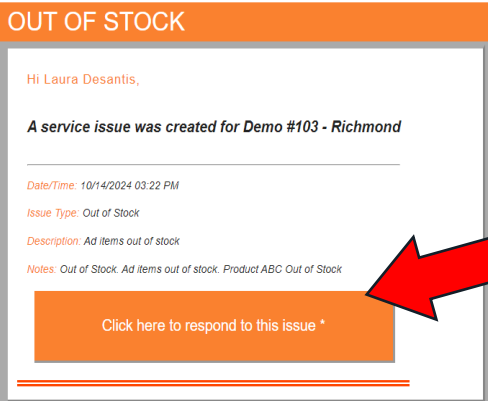 OUT OF STOCK
Hi Laura Desantis,
A service issue was created for Demo #103 - Richmond
Date/Time: 10/14/2024 03:22 PM
Issue Type: Out of Stock
Description: Ad items out of stock
Notes: Out of Stock. Ad items out of stock. Product ABC Out of Stock
Click here to respond to this issue *